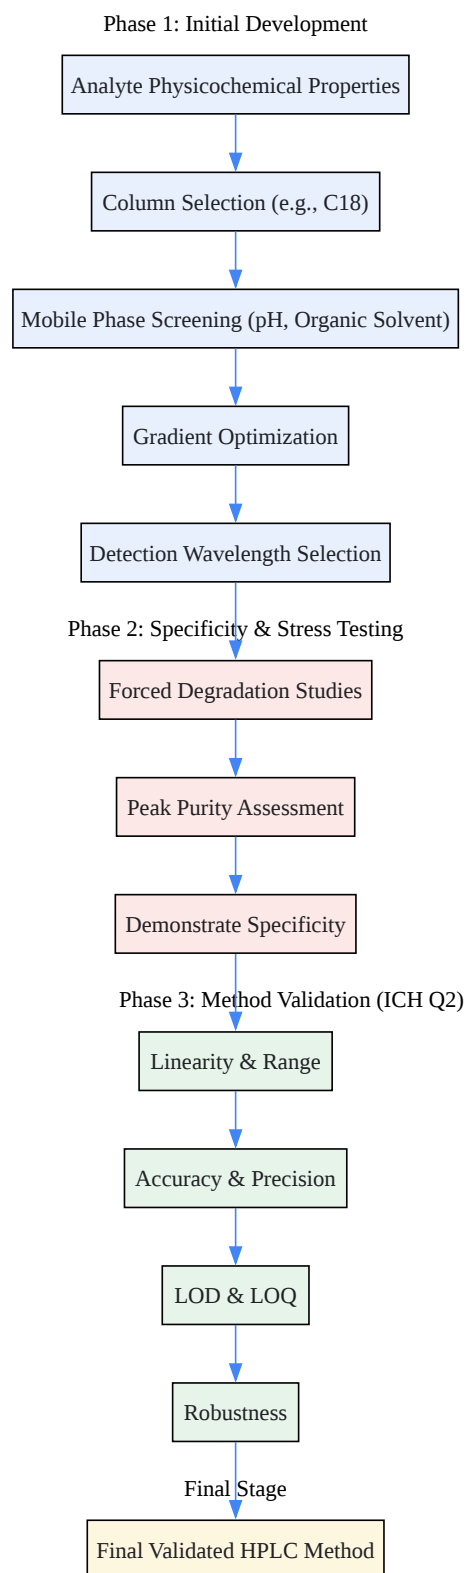 Phase 1: Initial Development
Analyte Physicochemical Properties
Column Selection (e.g., C18)
Mobile Phase Screening (pH, Organic Solvent)
Gradient Optimization
Detection Wavelength Selection
Phase 2: Specificity & Stress Testing
Forced Degradation Studies
Peak Purity Assessment
Demonstrate Specificity
Phase 3: Method Validation (ICH Q2)
Linearity & Range
Accuracy & Precision
LOD & LOQ
Robustness
Final Stage
Final Validated HPLC Method